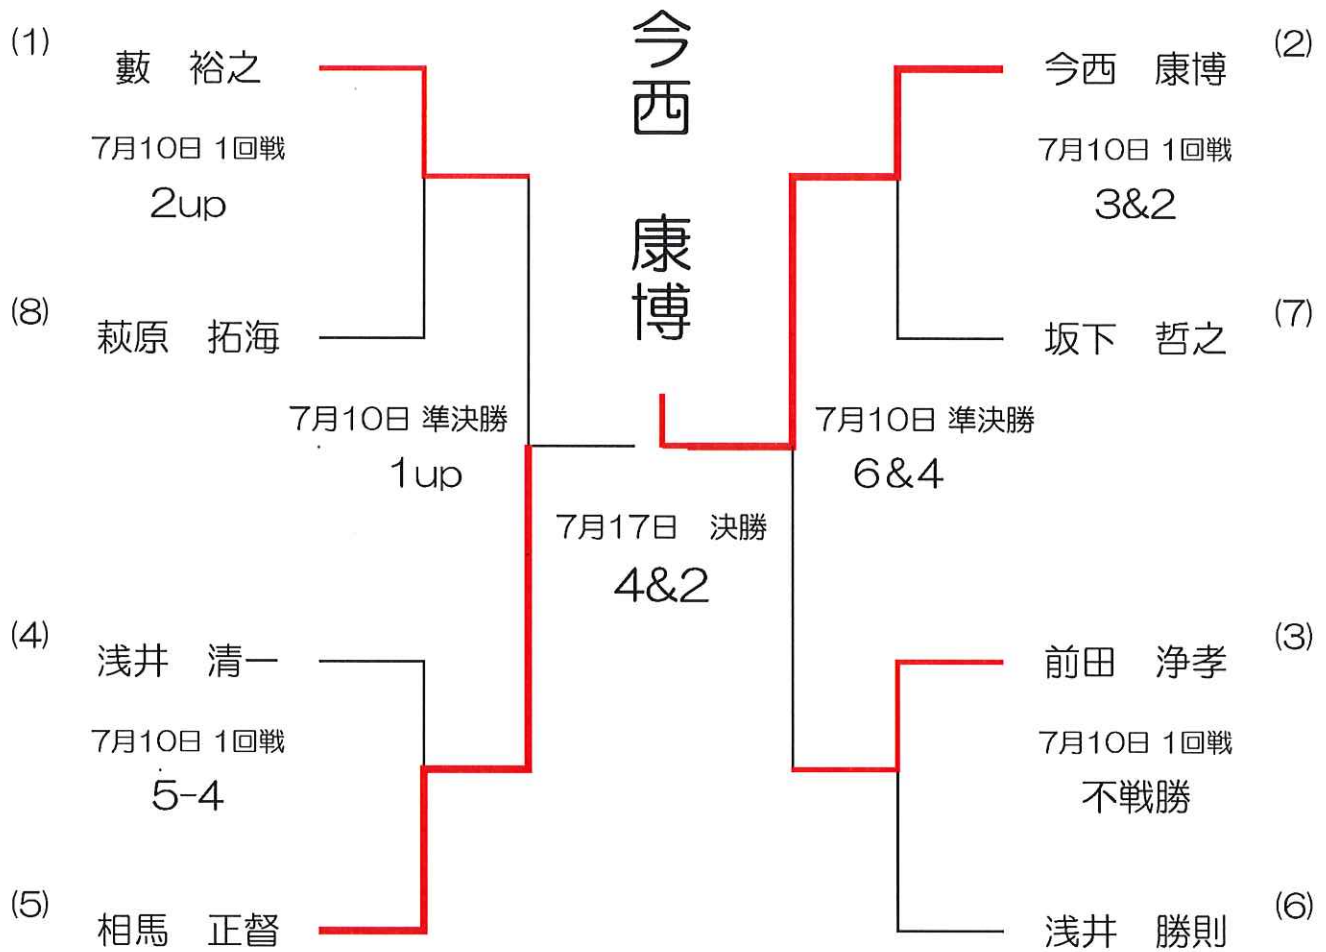 (1)
藪　裕之
7月10日 1回戦
2up
(8)
萩原　拓海
7月10日 準決勝
1up
(4)
浅井　清一
7月10日 1回戦
5-4
(5)
相馬　正督
今西　康博
7月17日　決勝
4&2
(2)
今西　康博
7月10日 1回戦
3&2
(7)
坂下　哲之
7月10日 準決勝
6&4
(3)
前田　浄孝
7月10日 1回戦
不戦勝
(6)
浅井　勝則